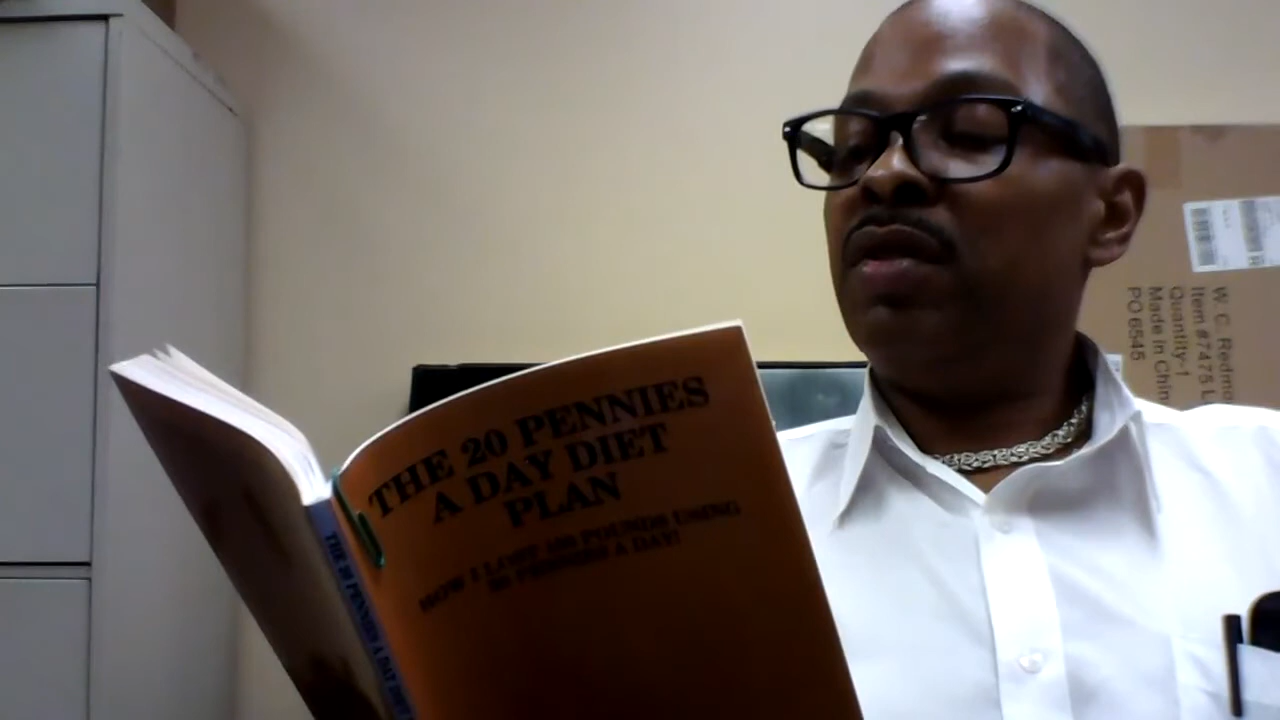 THE 20 PENNIES
A DAY DIET
PLAN
HOW I LOST 100 POUNDS USING
20 PENNIES A DAY!
THE 20 PENNIES A DAY DIET
W. C. Redmo
Item #7475 L
Quantity-1
Made in Chin
PO 6545